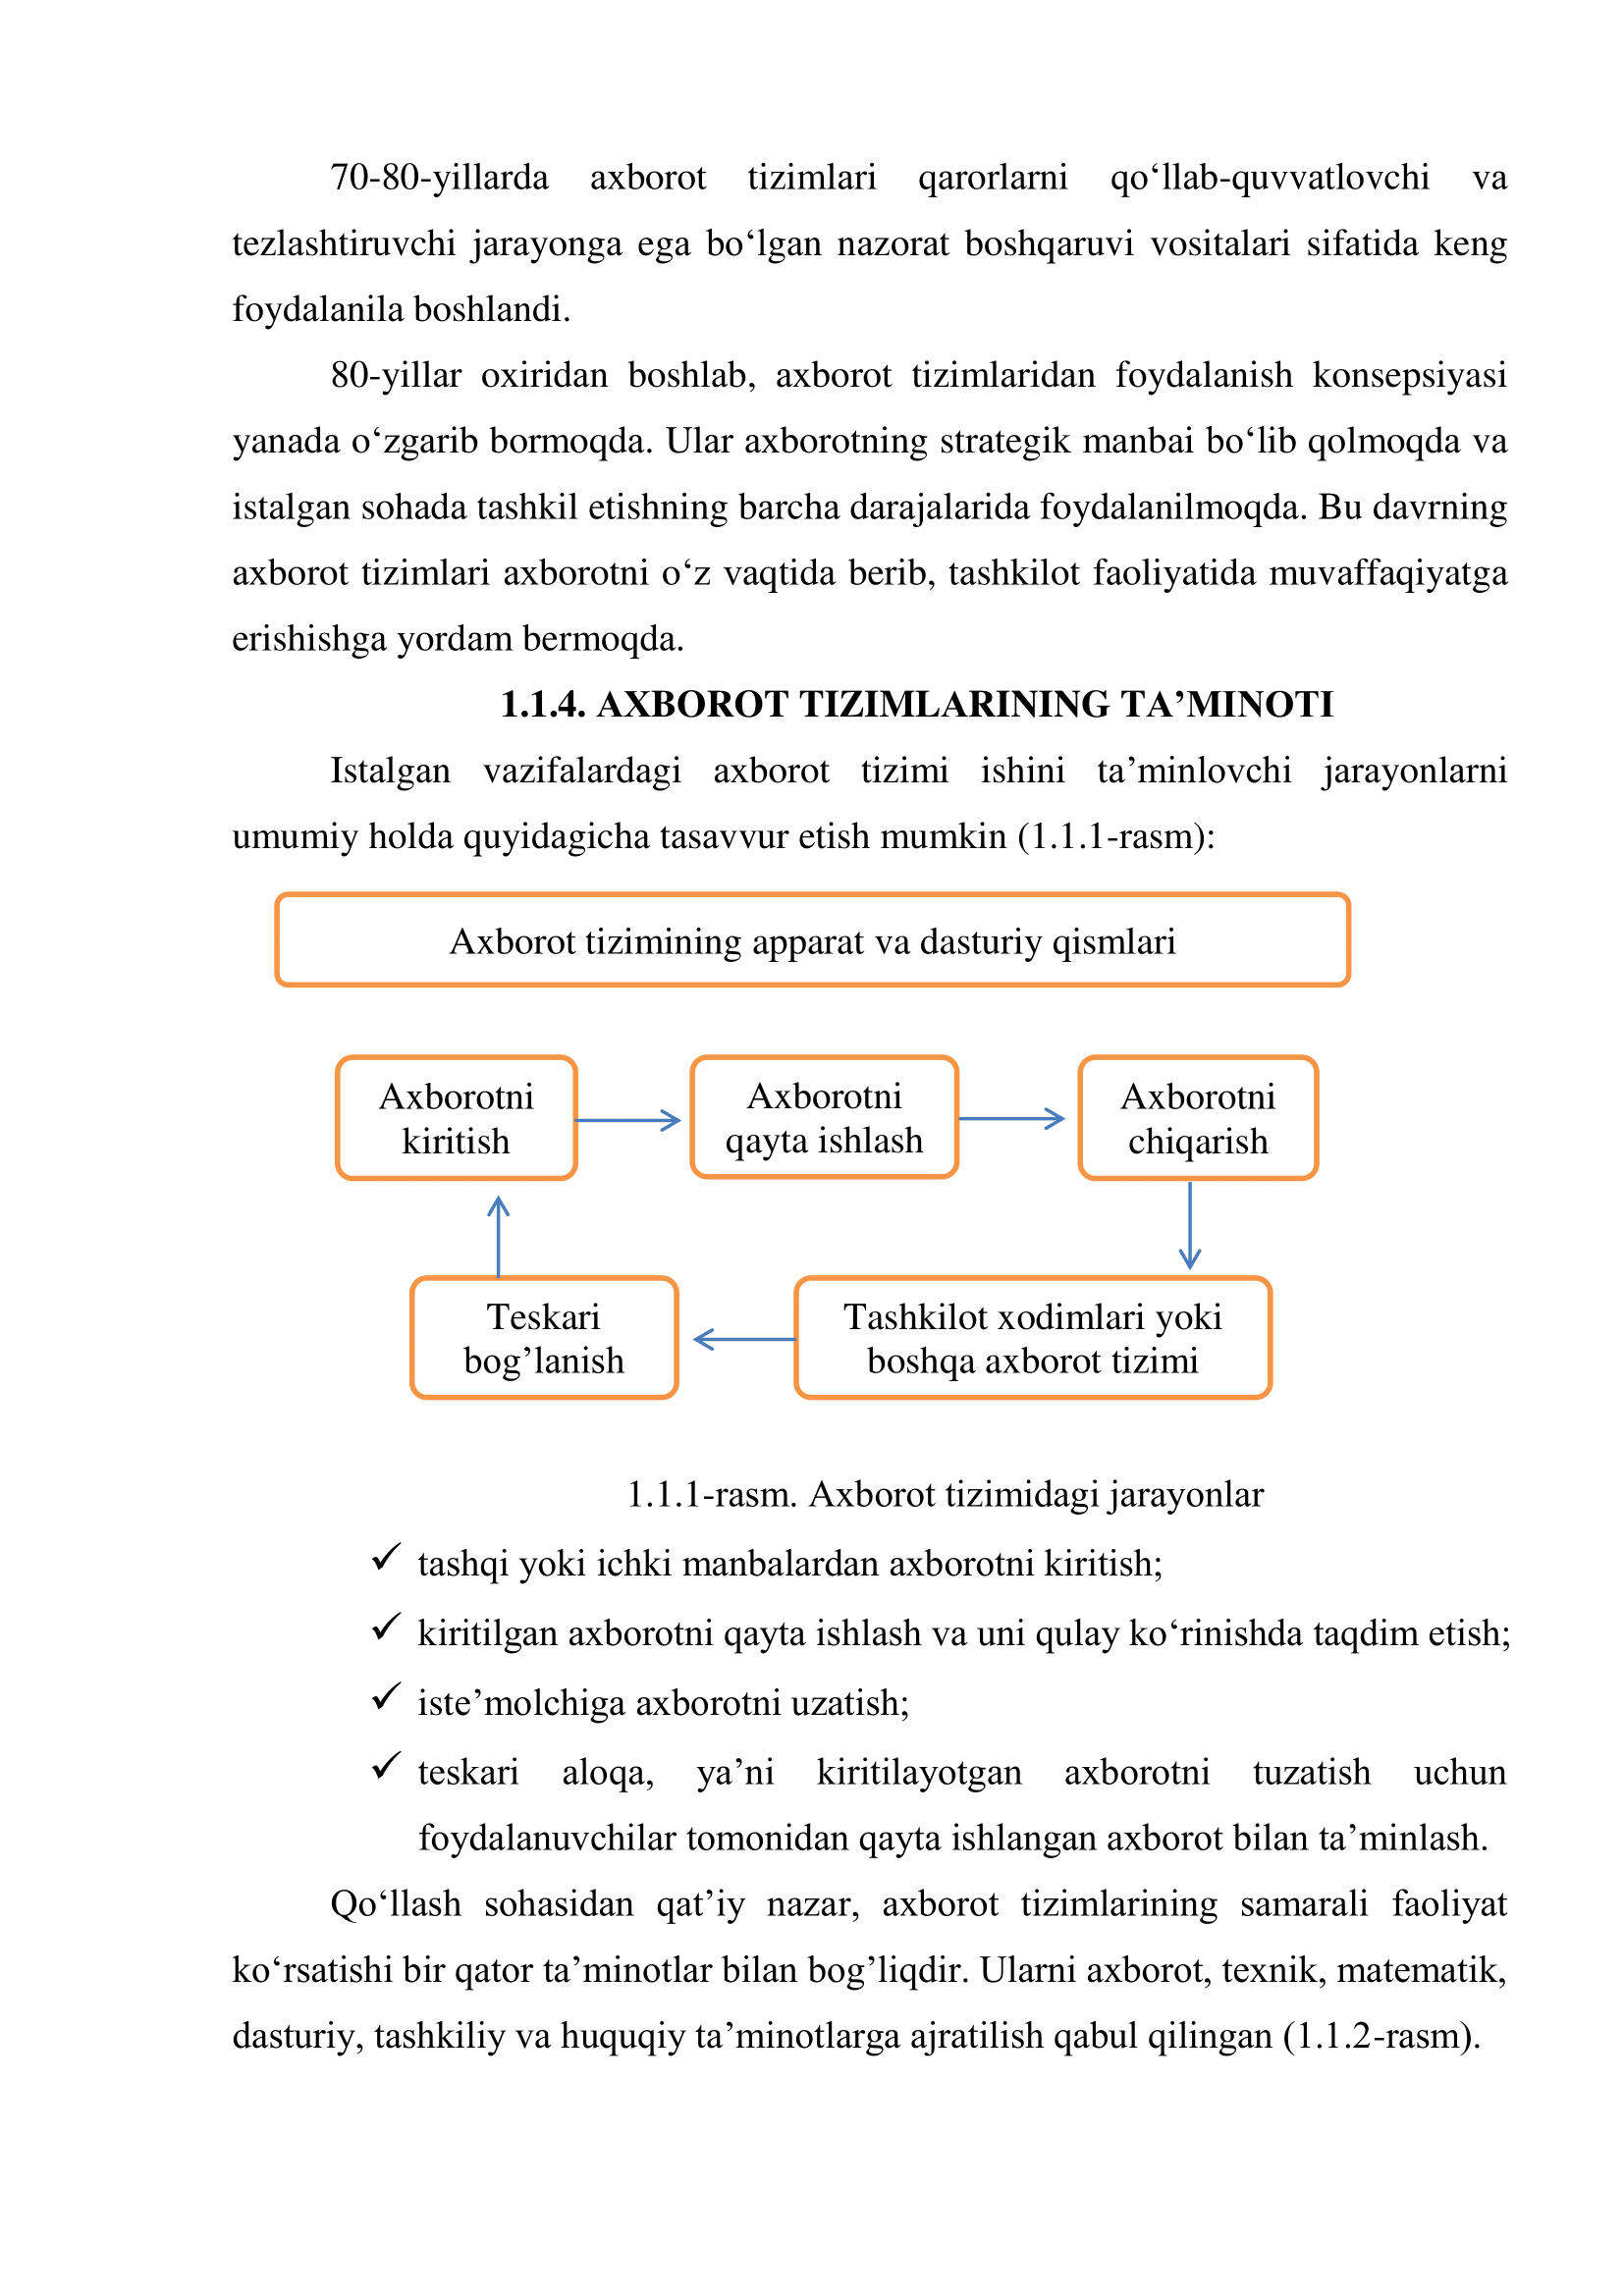 70-80-yillarda axborot tizimlari qarorlarni qo‘llab-quvvatlovchi va
tezlashtiruvchi jarayonga ega bo‘lgan nazorat boshqaruvi vositalari sifatida keng
foydalanila boshlandi.
80-yillar oxiridan boshlab, axborot tizimlaridan foydalanish konsepsiyasi
yanada o‘zgarib bormoqda. Ular axborotning strategik manbai bo‘lib qolmoqda va
istalgan sohada tashkil etishning barcha darajalarida foydalanilmoqda. Bu davrning
axborot tizimlari axborotni o‘z vaqtida berib, tashkilot faoliyatida muvaffaqiyatga
erishishga yordam bermoqda.
1.1.4. AXBOROT TIZIMLARINING TA’MINOTI
Istalgan vazifalardagi axborot tizimi ishini ta’minlovchi jarayonlarni
umumiy holda quyidagicha tasavvur etish mumkin (1.1.1-rasm):
Axborot tizimining apparat va dasturiy qismlari
Axborotni
kiritish
Axborotni
qayta ishlash
Axborotni
chiqarish
Teskari
bog’lanish
Tashkilot xodimlari yoki
boshqa axborot tizimi
1.1.1-rasm. Axborot tizimidagi jarayonlar
✓ tashqi yoki ichki manbalardan axborotni kiritish;
✓ kiritilgan axborotni qayta ishlash va uni qulay ko‘rinishda taqdim etish;
✓ iste’molchiga axborotni uzatish;
✓ teskari aloqa, ya’ni kiritilayotgan axborotni tuzatish uchun
foydalanuvchilar tomonidan qayta ishlangan axborot bilan ta’minlash.
Qo‘llash sohasidan qat’iy nazar, axborot tizimlarining samarali faoliyat
ko‘rsatishi bir qator ta’minotlar bilan bog’liqdir. Ularni axborot, texnik, matematik,
dasturiy, tashkiliy va huquqiy ta’minotlarga ajratilish qabul qilingan (1.1.2-rasm).